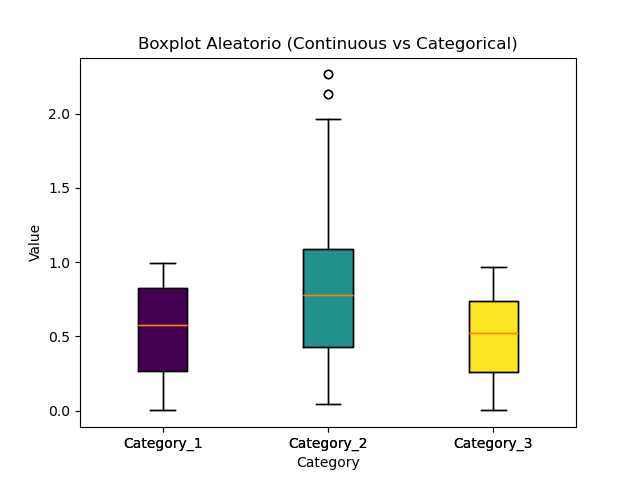 Boxplot Aleatorio (Continuous vs Categorical)
Value
2.0
1.5
1.0
0.5
0.0
Category_1 Category_2 Category_3
Category